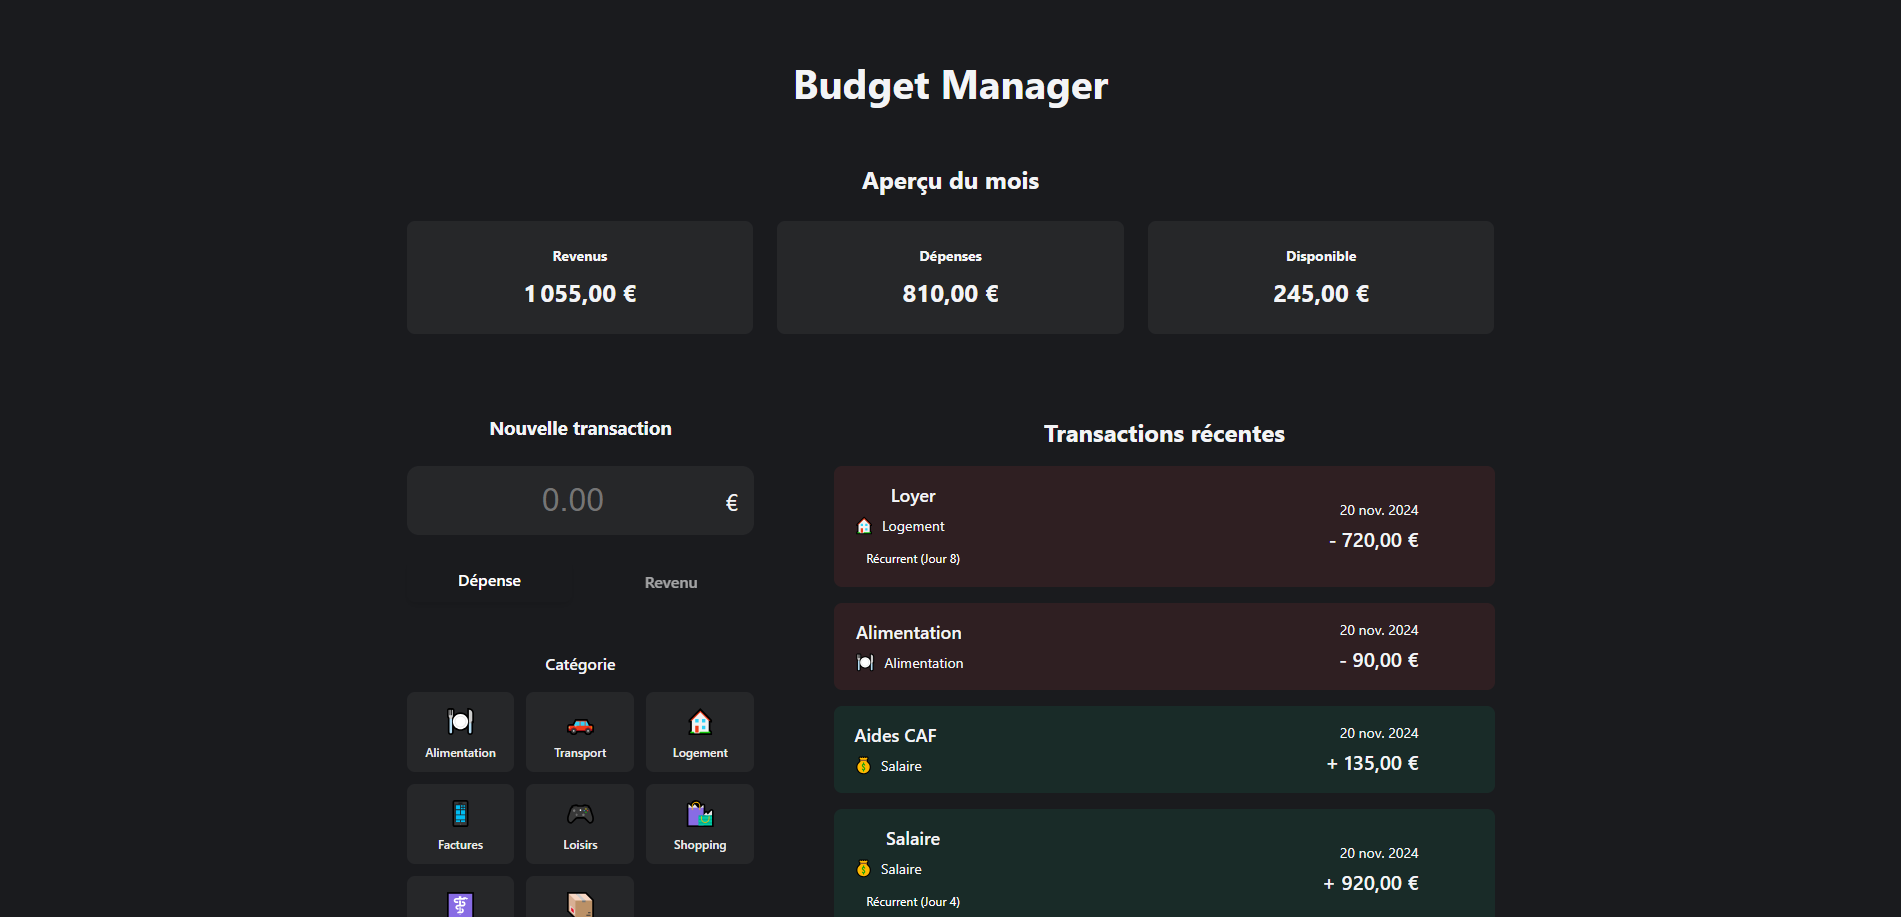 Budget Manager
Aperçu du mois
Revenus
1 055,00 €
Dépenses
810,00 €
Disponible
245,00 €
Nouvelle transaction
0.00
€
Dépense
Revenu
Catégorie
Alimentation
Transport
Logement
Factures
Loisirs
Shopping
Transactions récentes
Loyer
Logement
Récurrent (Jour 8)
20 nov. 2024
- 720,00 €
Alimentation
Alimentation
20 nov. 2024
- 90,00 €
Aides CAF
Salaire
20 nov. 2024
+ 135,00 €
Salaire
Salaire
Récurrent (Jour 4)
20 nov. 2024
+ 920,00 €